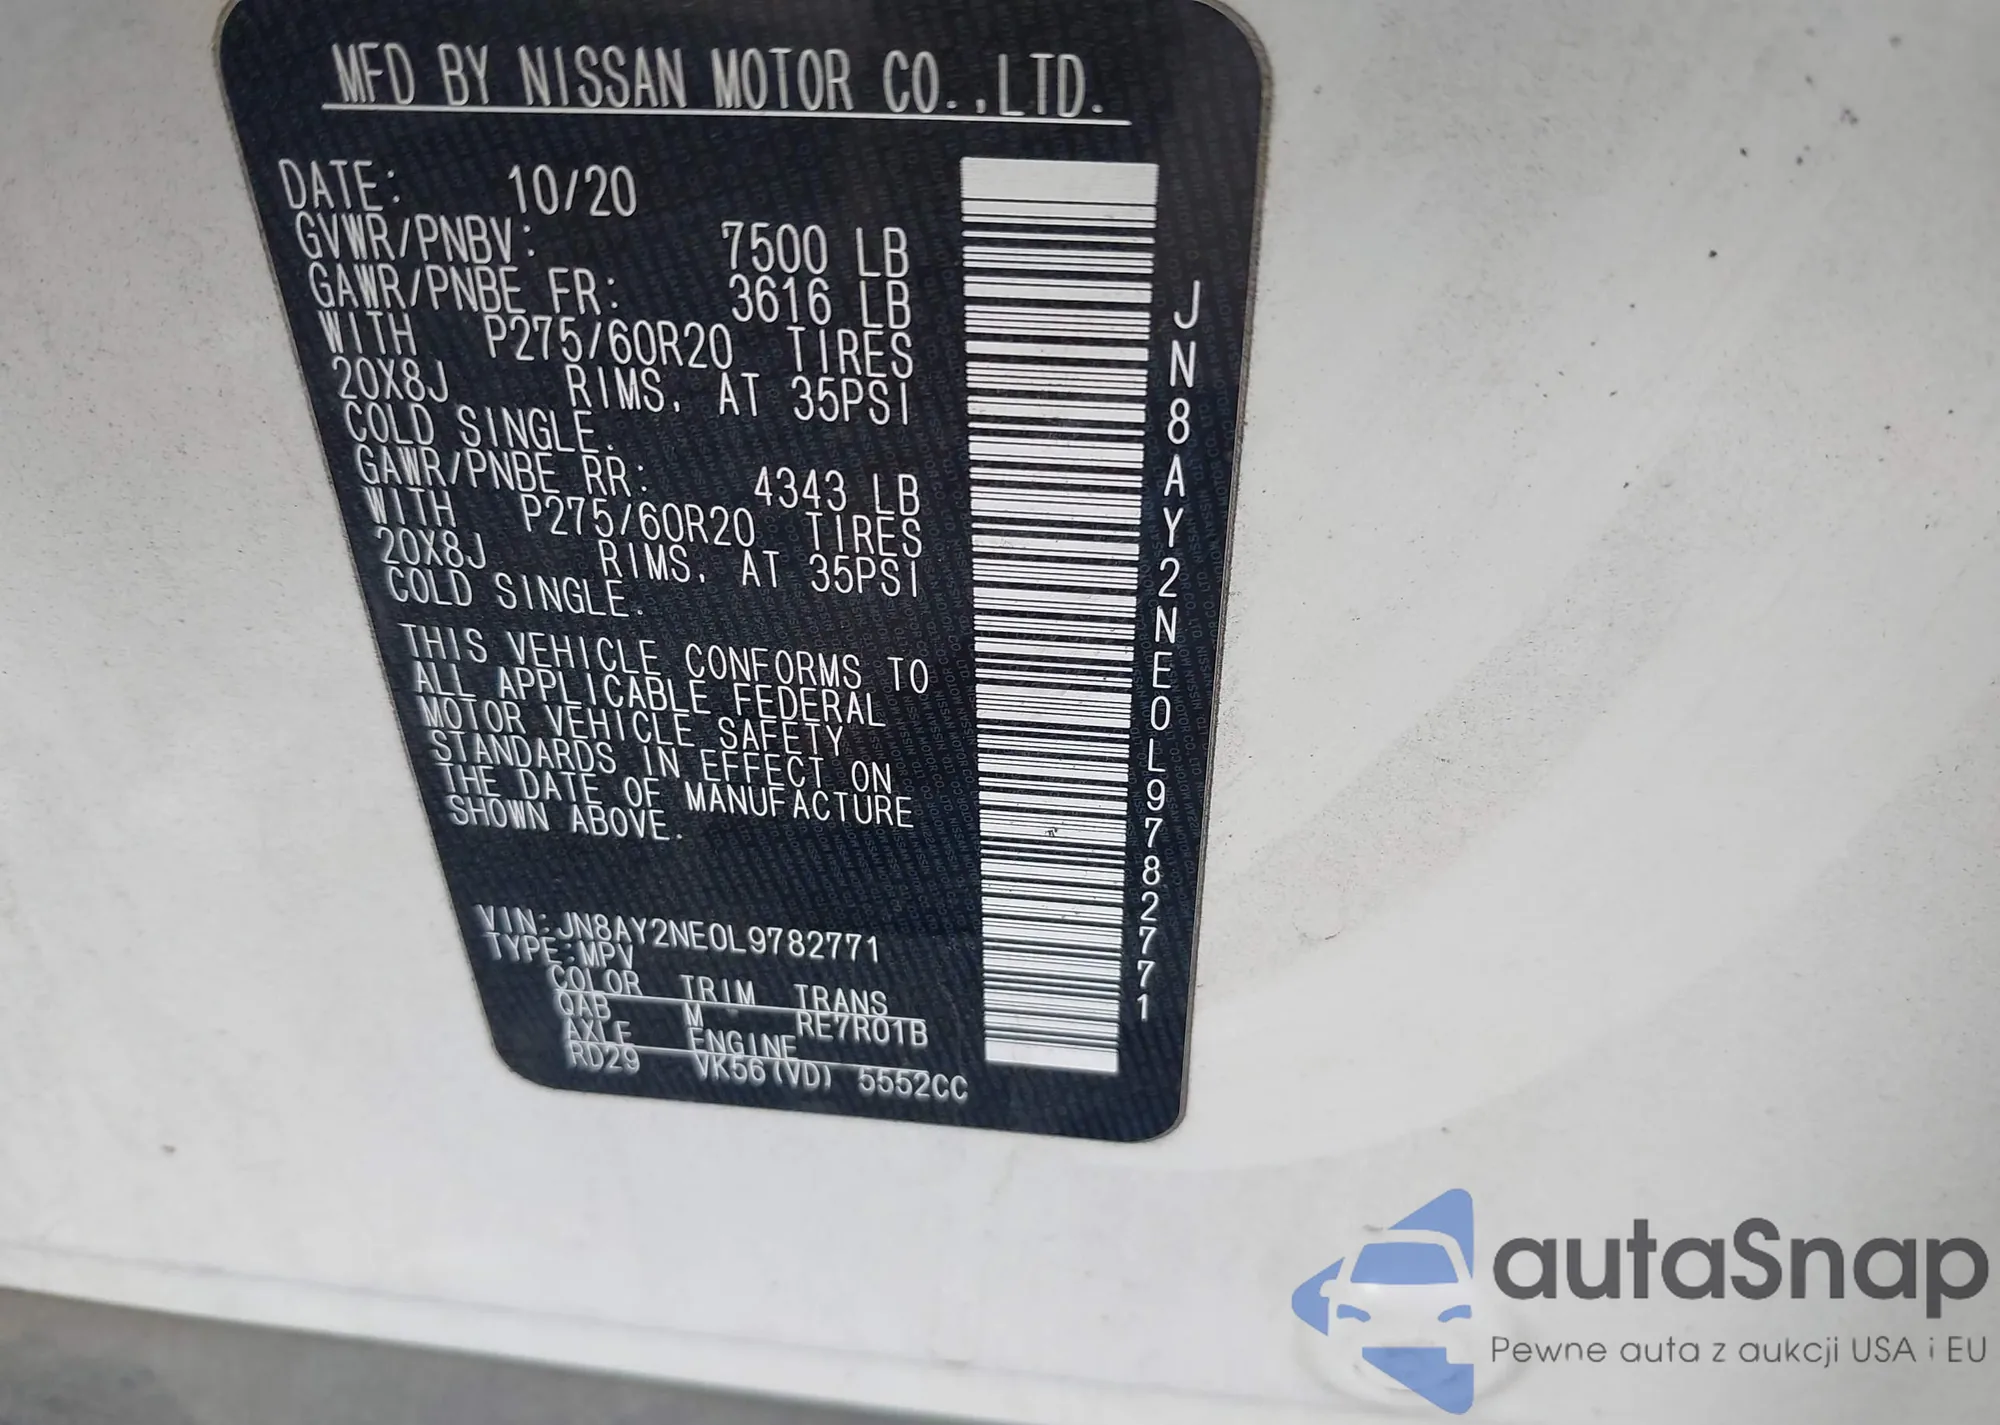 MFD BY NISSAN MOTOR CO.,LTD.
DATE: 10/20
GVWR/PNBV: 7500 LB
GAWR/PNBE FR: 3616 LB
WITH P275/60R20 TIRES
20X8J RIMS, AT 35PSI
COLD SINGLE.
GAWR/PNBE RR: 4343 LB
WITH P275/60R20 TIRES
20X8J RIMS, AT 35PSI
COLD SINGLE.
THIS VEHICLE CONFORMS TO
ALL APPLICABLE FEDERAL
MOTOR VEHICLE SAFETY
STANDARDS IN EFFECT ON
THE DATE OF MANUFACTURE
SHOWN ABOVE.
VIN:JN8AY2NE0L9782771
TYPE:MPV
COLOR TRIM TRANS
QAB M RE7R01B
AXLE ENGINE
RD29 VK56(VD) 5552CC
JN8AY2NE0L9782771
autaSnap
Pewne auta z aukcji USA i EU